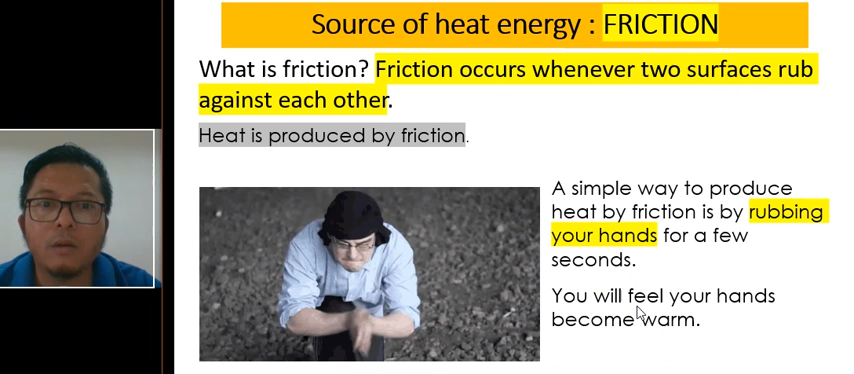 Source of heat energy : FRICTION
What is friction? Friction occurs whenever two surfaces rub
against each other.
Heat is produced by friction.
A simple way to produce
heat by friction is by rubbing
your hands for a few
seconds.
You will feel your hands
become warm.